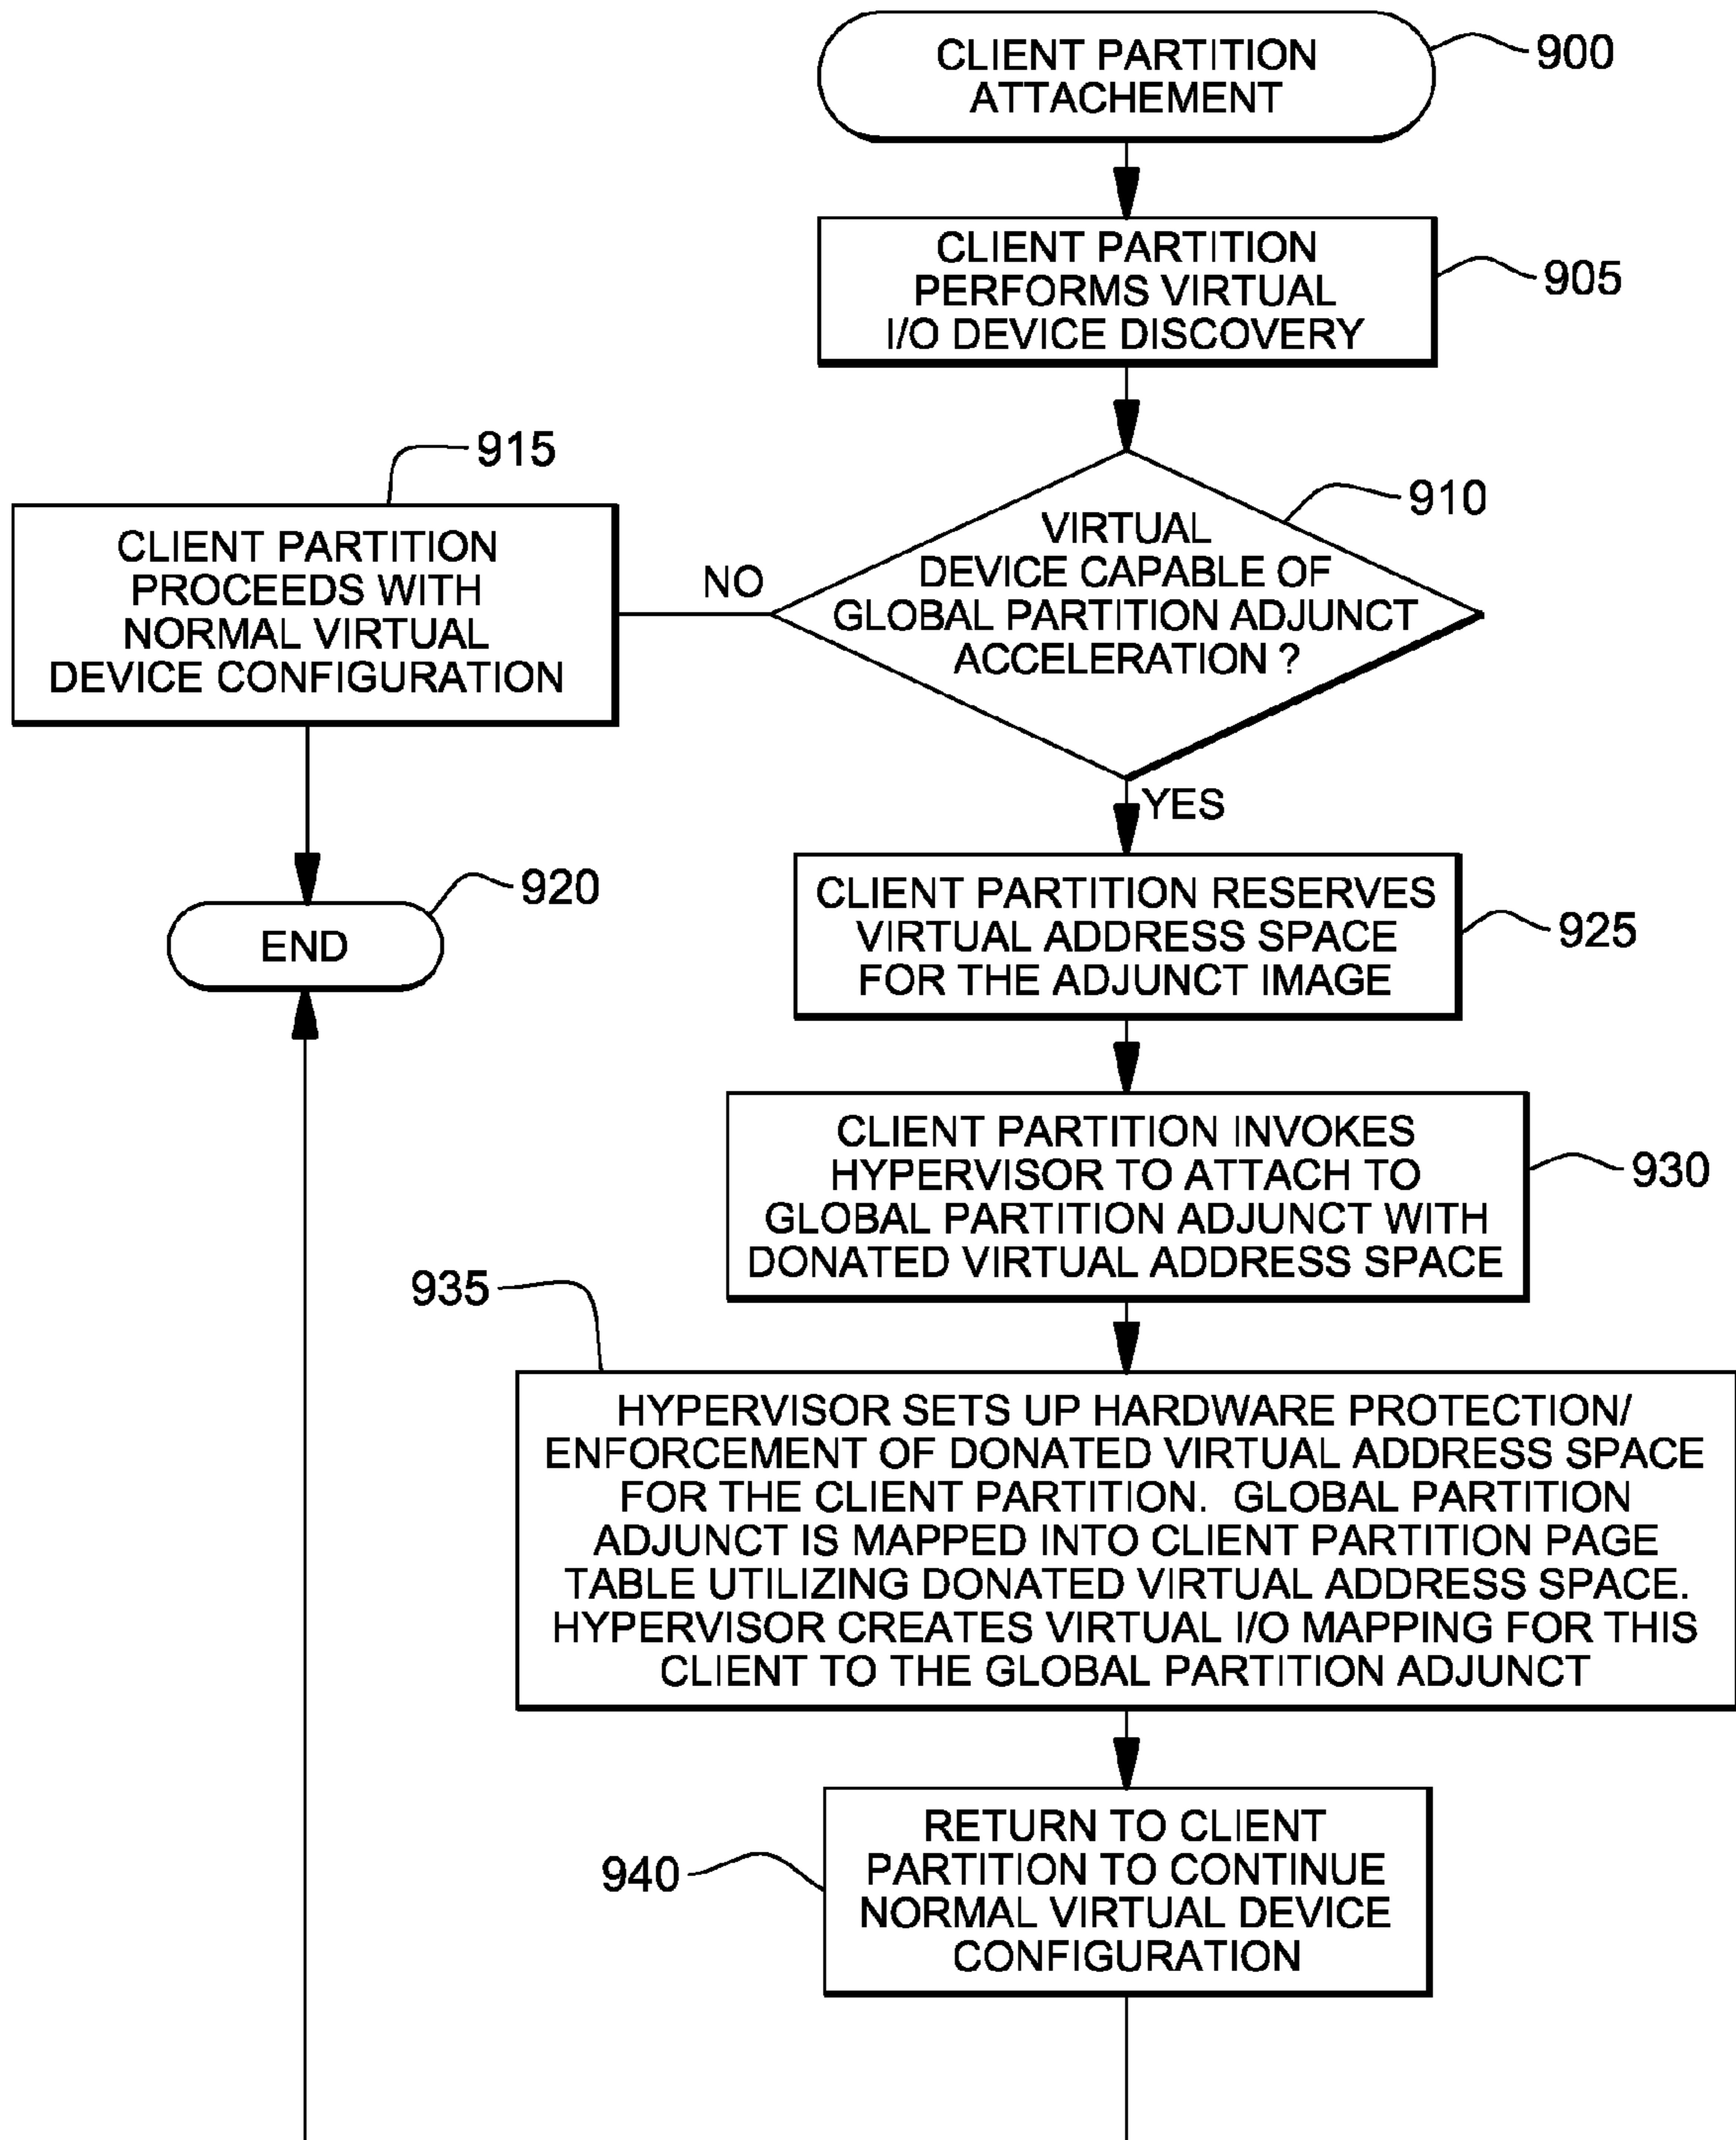 CLIENT PARTITION
ATTACHEMENT
900
CLIENT PARTITION
PERFORMS VIRTUAL
I/O DEVICE DISCOVERY
905
VIRTUAL
DEVICE CAPABLE OF
GLOBAL PARTITION ADJUNCT
ACCELERATION ?
910
NO
915
CLIENT PARTITION
PROCEEDS WITH
NORMAL VIRTUAL
DEVICE CONFIGURATION
END
920
YES
CLIENT PARTITION RESERVES
VIRTUAL ADDRESS SPACE
FOR THE ADJUNCT IMAGE
925
CLIENT PARTITION INVOKES
HYPERVISOR TO ATTACH TO
GLOBAL PARTITION ADJUNCT WITH
DONATED VIRTUAL ADDRESS SPACE
930
935
HYPERVISOR SETS UP HARDWARE PROTECTION/
ENFORCEMENT OF DONATED VIRTUAL ADDRESS SPACE
FOR THE CLIENT PARTITION. GLOBAL PARTITION
ADJUNCT IS MAPPED INTO CLIENT PARTITION PAGE
TABLE UTILIZING DONATED VIRTUAL ADDRESS SPACE.
HYPERVISOR CREATES VIRTUAL I/O MAPPING FOR THIS
CLIENT TO THE GLOBAL PARTITION ADJUNCT
RETURN TO CLIENT
PARTITION TO CONTINUE
NORMAL VIRTUAL DEVICE
CONFIGURATION
940